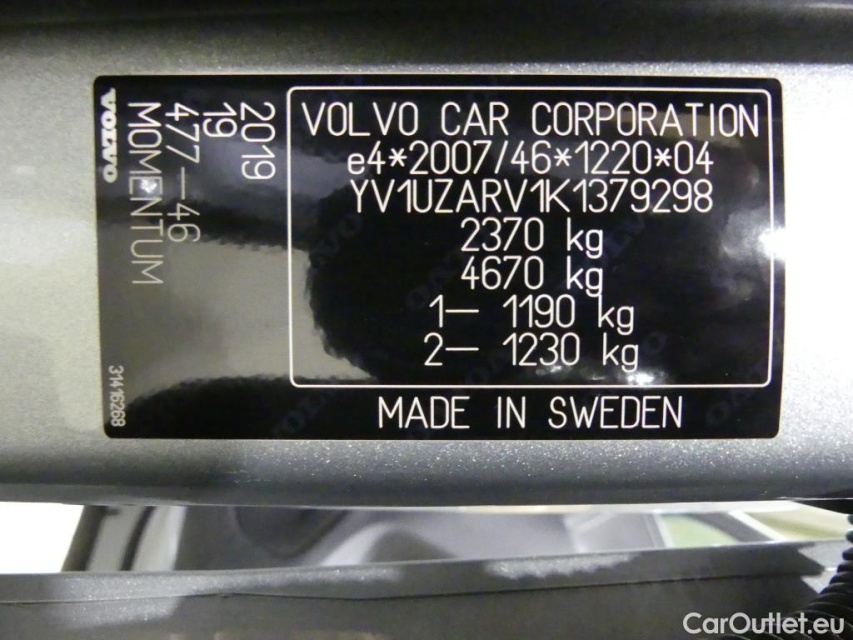 VOLVO
MOMENTUM
477-46
19
2019
31416268
VOLVO CAR CORPORATION
e4*2007/46*1220*04
YV1UZARV1K1379298
2370 kg
4670 kg
1- 1190 kg
2- 1230 kg
MADE IN SWEDEN
CarOutlet.eu